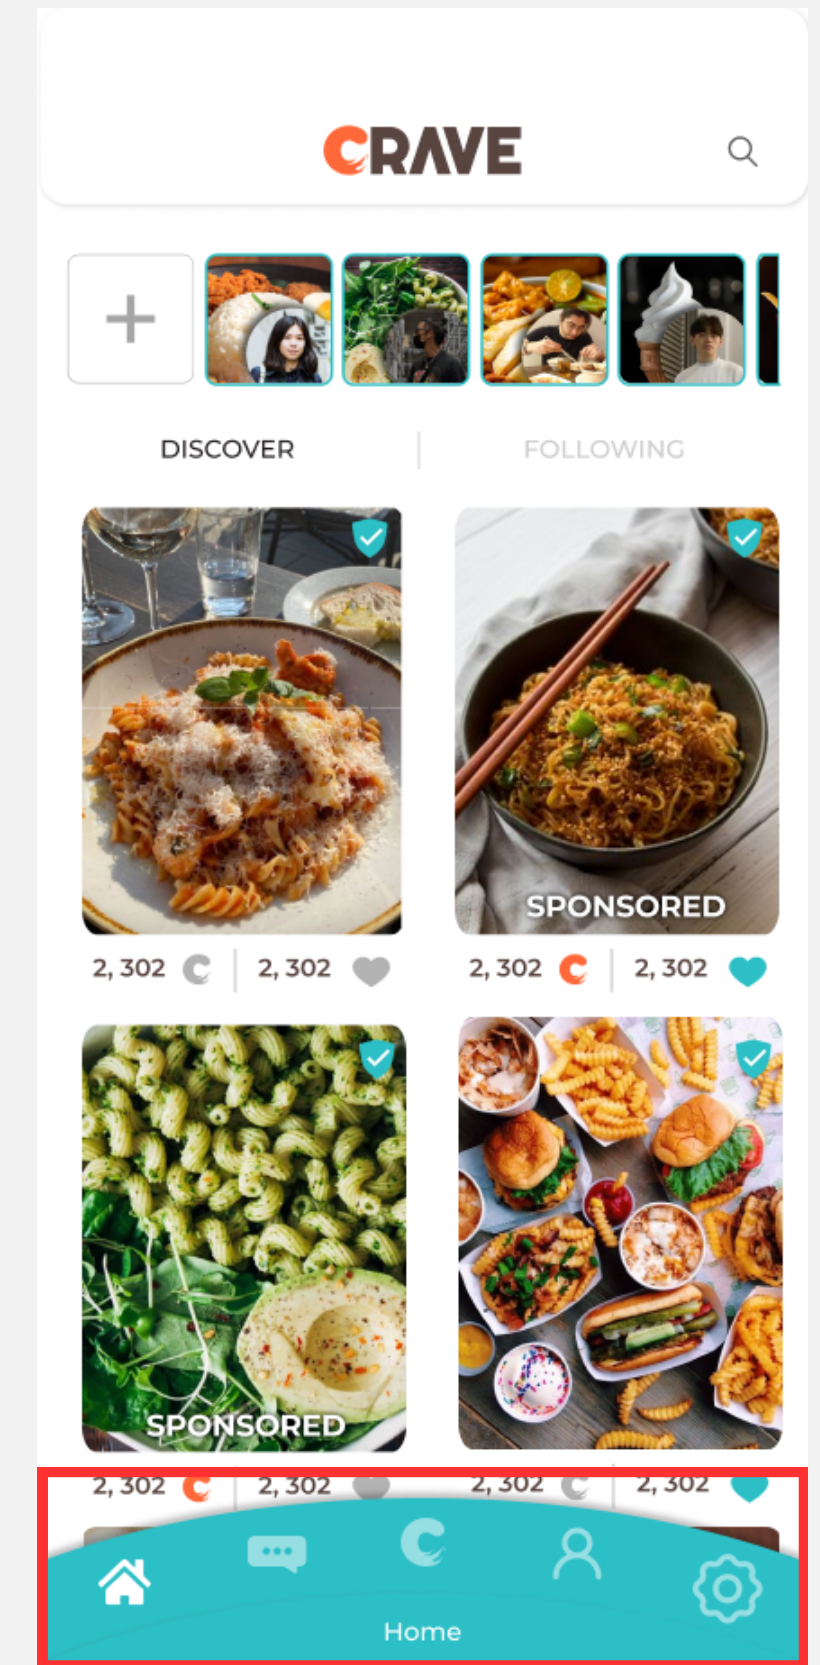 CRAVE
DISCOVER
FOLLOWING
SPONSORED
2, 302
2, 302
2, 302
2, 302
SPONSORED
2, 302
2, 302
2, 302
2, 302
Home